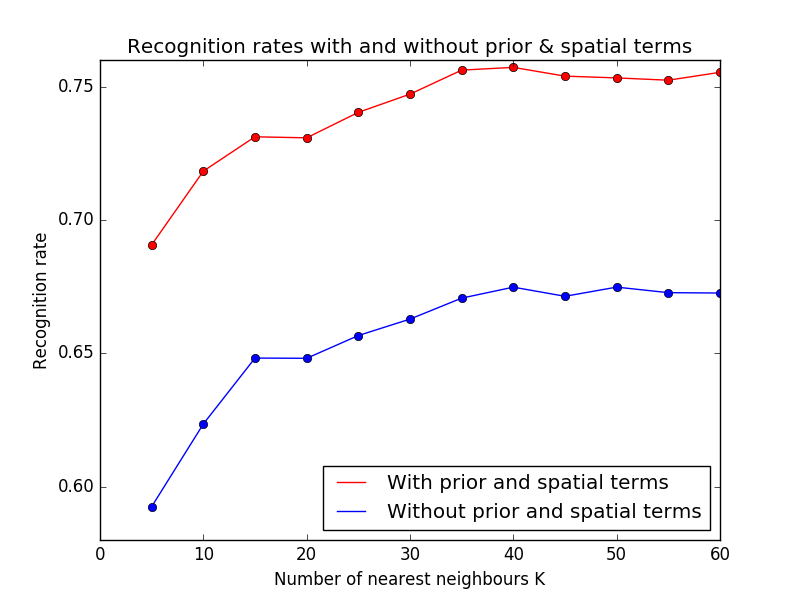 Recognition rates with and without prior & spatial terms
0.75
0.70
0.65
0.60
Recognition rate
With prior and spatial terms
Without prior and spatial terms
0 10 20 30 40 50 60
Number of nearest neighbours K